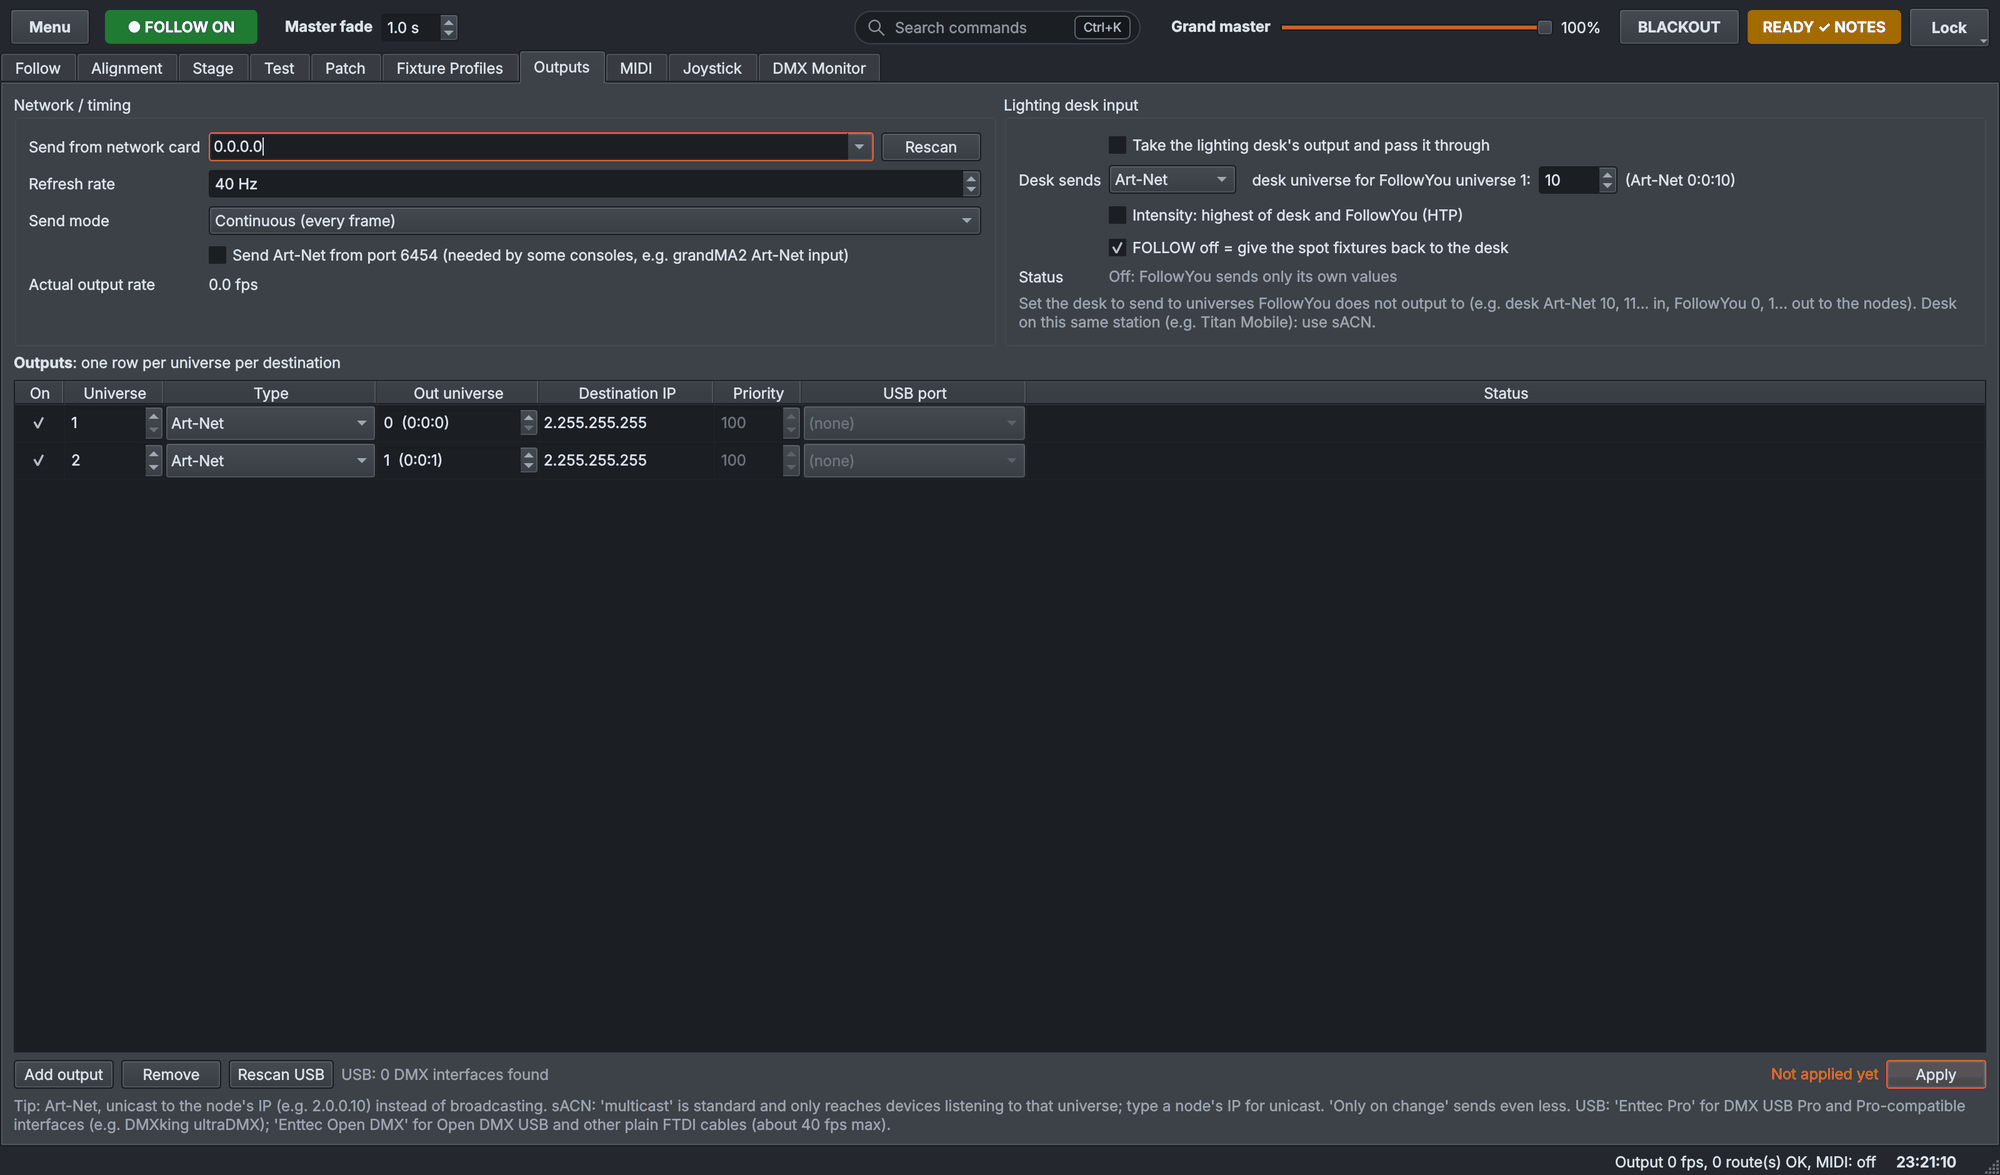 Menu
FOLLOW ON
Master fade
1.0 s
Search commands
Ctrl+K
Grand master
100%
BLACKOUT
READY ✓ NOTES
Lock
Follow
Alignment
Stage
Test
Patch
Fixture Profiles
Outputs
MIDI
Joystick
DMX Monitor
Network / timing
Send from network card
0.0.0.0
Rescan
Refresh rate
40 Hz
Send mode
Continuous (every frame)
Send Art-Net from port 6454 (needed by some consoles, e.g. grandMA2 Art-Net input)
Actual output rate
0.0 fps
Lighting desk input
Take the lighting desk's output and pass it through
Desk sends
Art-Net
desk universe for FollowYou universe 1:
10
(Art-Net 0:0:10)
Intensity: highest of desk and FollowYou (HTP)
FOLLOW off = give the spot fixtures back to the desk
Status
Off: FollowYou sends only its own values
Set the desk to send to universes FollowYou does not output to (e.g. desk Art-Net 10, 11... in, FollowYou 0, 1... out to the nodes). Desk
on this same station (e.g. Titan Mobile): use sACN.
Outputs: one row per universe per destination
On
Universe
Type
Out universe
Destination IP
Priority
USB port
Status
1
Art-Net
0 (0:0:0)
2.255.255.255
100
(none)
2
Art-Net
1 (0:0:1)
2.255.255.255
100
(none)
Add output
Remove
Rescan USB
USB: 0 DMX interfaces found
Not applied yet
Apply
Tip: Art-Net, unicast to the node's IP (e.g. 2.0.0.10) instead of broadcasting. sACN: 'multicast' is standard and only reaches devices listening to that universe; type a node's IP for unicast. 'Only on change' sends even less. USB: 'Enttec Pro' for DMX USB Pro and Pro-compatible
interfaces (e.g. DMXking ultraDMX); 'Enttec Open DMX' for Open DMX USB and other plain FTDI cables (about 40 fps max).
Output 0 fps, 0 route(s) OK, MIDI: off
23:21:10